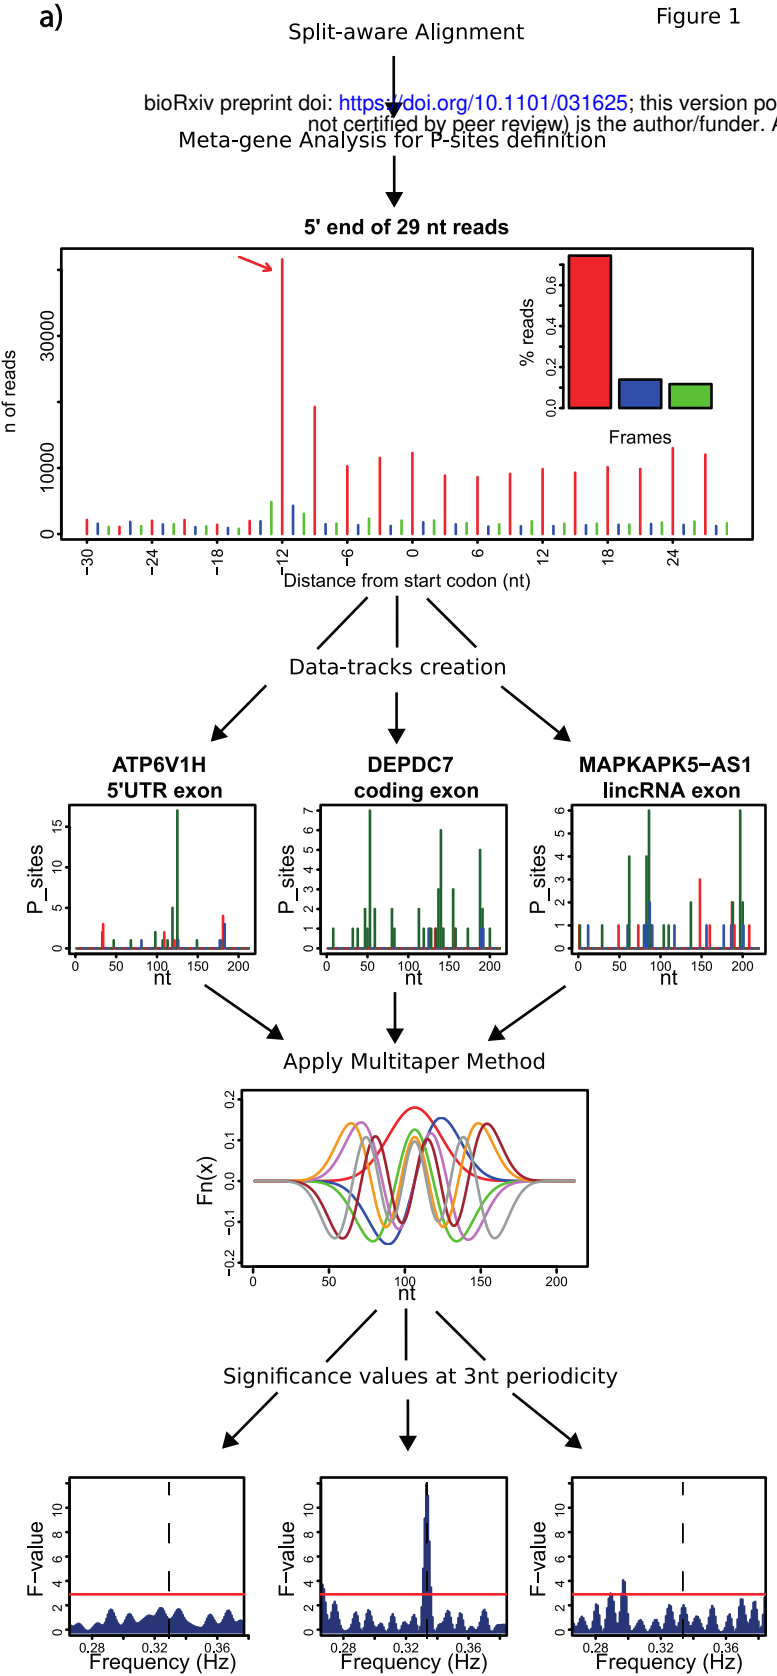 a)
Figure 1
Split-aware Alignment
bioRxiv preprint doi: https://doi.org/10.1101/031625; this version po
not certified by peer review) is the author/funder. A
Meta-gene Analysis for P-sites definition
5' end of 29 nt reads
n of reads
0 10000 30000
% reads
0.0 0.2 0.4 0.6
Frames
−30 −24 −18 −12 −6 0 6 12 18 24
Distance from start codon (nt)
Data-tracks creation
ATP6V1H
5'UTR exon
P_sites
0 5 10 15
0 50 100 150 200
nt
DEPDC7
coding exon
P_sites
0 1 2 3 4 5 6 7
0 50 100 150 200
nt
MAPKAPK5−AS1
lincRNA exon
P_sites
0 1 2 3 4 5 6
0 50 100 150 200
nt
Apply Multitaper Method
Fn(x)
−0.2 −0.1 0.0 0.1 0.2
0 50 100 150 200
nt
Significance values at 3nt periodicity
F−value
0 2 4 6 8 10
0.28 0.32 0.36
Frequency (Hz)
F−value
0 2 4 6 8 10
0.28 0.32 0.36
Frequency (Hz)
F−value
0 2 4 6 8 10
0.28 0.32 0.36
Frequency (Hz)